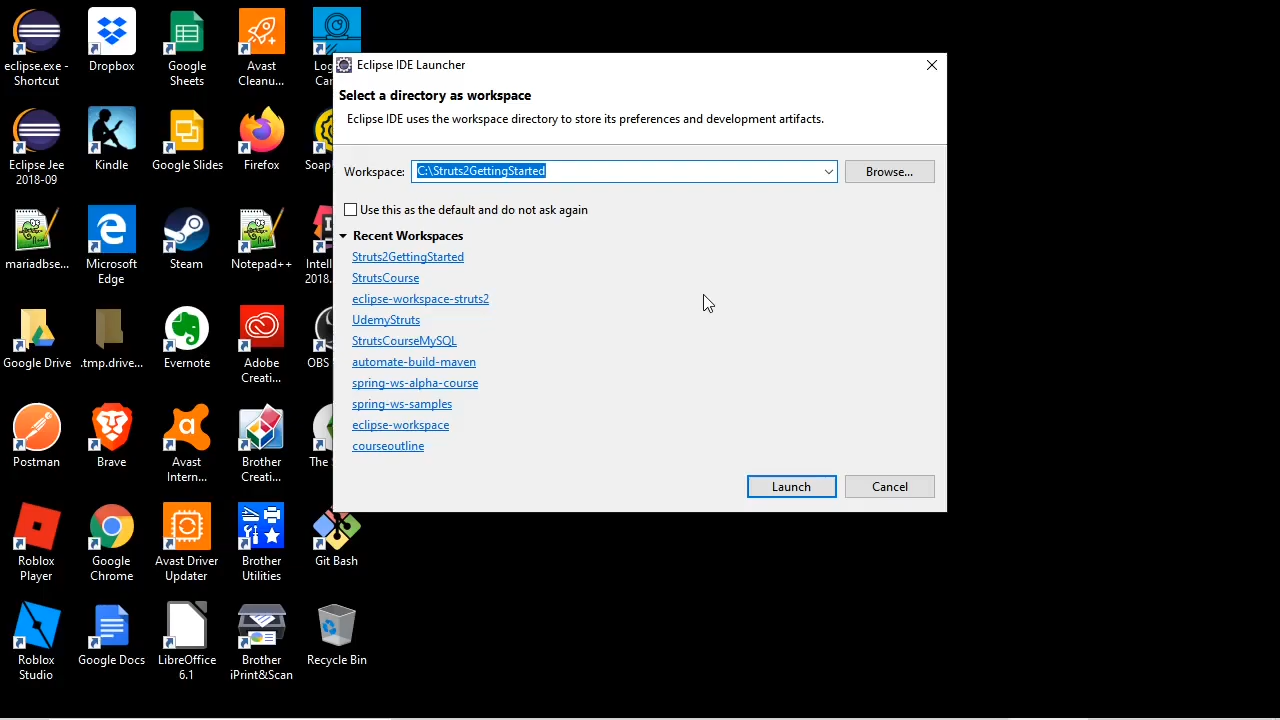 eclipse.exe -
Shortcut
Dropbox
Google
Sheets
Avast
Cleanu...
Eclipse Jee
2018-09
Kindle
Google Slides
Firefox
mariadbse...
Microsoft
Edge
Steam
Notepad++
2018.
Google Drive
.tmp.drive...
Evernote
Adobe
Creati...
OBS
Postman
Brave
Avast
Intern...
Brother
Creati...
The
Roblox
Player
Google
Chrome
Avast Driver
Updater
Brother
Utilities
Git Bash
Roblox
Studio
Google Docs
LibreOffice
6.1
Brother
iPrint&Scan
Recycle Bin
Eclipse IDE Launcher
Select a directory as workspace
Eclipse IDE uses the workspace directory to store its preferences and development artifacts.
Workspace:
C:\Struts2GettingStarted
Browse...
Use this as the default and do not ask again
Recent Workspaces
Struts2GettingStarted
StrutsCourse
eclipse-workspace-struts2
UdemyStruts
StrutsCourseMySQL
automate-build-maven
spring-ws-alpha-course
spring-ws-samples
eclipse-workspace
courseoutline
Launch
Cancel